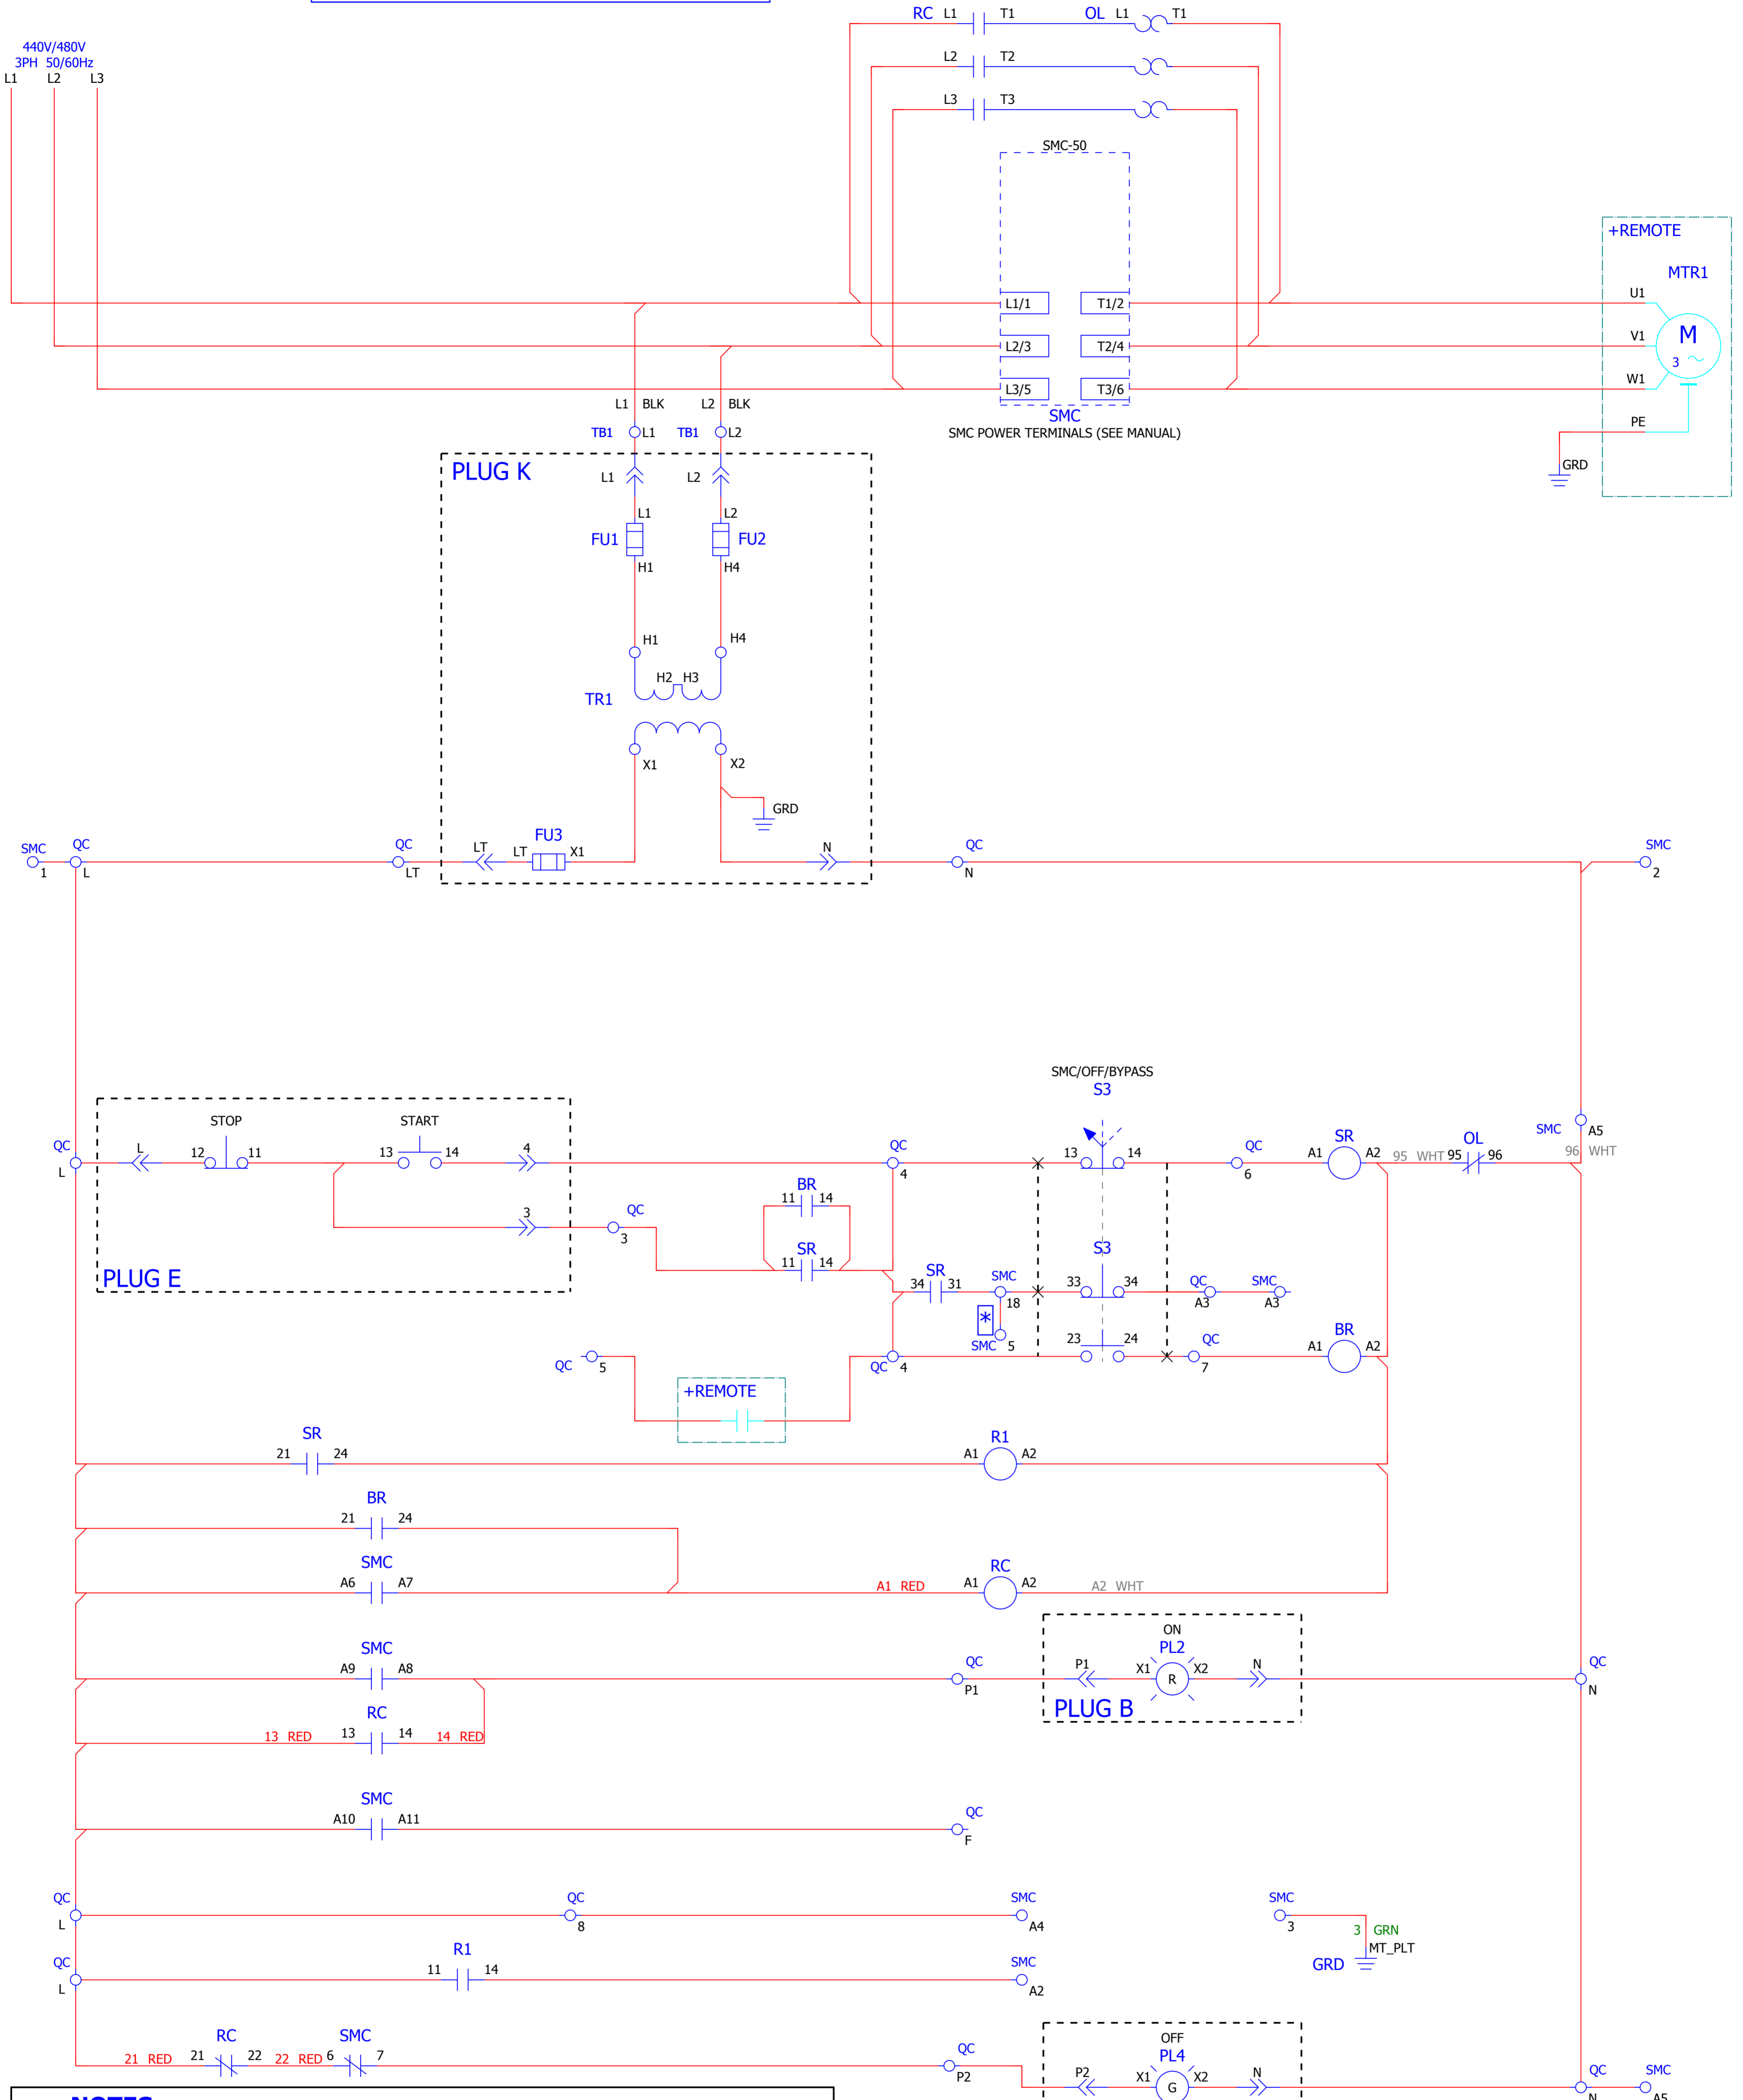 RC L1 T1 OL L1 T1
440V/480V
3PH 50/60Hz
L1 L2 L3
L2 T2
L3 T3
SMC-50
+REMOTE
MTR1
L1/1 T1/2 U1
L2/3 T2/4 V1
M
3
L3/5 T3/6 W1
L1 BLK L2 BLK
SMC
PE
TB1 L1 TB1 L2
SMC POWER TERMINALS (SEE MANUAL)
PLUG K
L1 L2
GRD
L1 L2
FU1 FU2
H1 H4
H1 H4
H2 H3
TR1
X1 X2
GRD
FU3
SMC QC QC LT LT X1 N QC SMC
1 L LT N 2
SMC/OFF/BYPASS
S3
STOP START
SMC A5
QC L 12 11 13 14 4 QC 13 14 QC SR OL
A1 A2 95 WHT 95 96 96 WHT
L 4 6
BR
11 14
3 QC
3
SR
11 14
S3
PLUG E
SR
34 31 SMC 33 34 QC SMC
18 A3 A3
*
SMC 5
23 24 QC BR
A1 A2
QC 5 QC 4 7
+REMOTE
SR
21 24
R1
A1 A2
BR
21 24
SMC
A6 A7
RC
A1 RED A1 A2 A2 WHT
ON
SMC
A9 A8
PL2
QC P1 X1 R X2 N QC
P1 N
PLUG B
RC
13 RED 13 14 14 RED
SMC
A10 A11
QC
F
QC QC SMC SMC
L 8 A4 3
3 GRN
MT_PLT
GRD
QC R1 SMC
11 14
L A2
OFF
RC SMC
21 RED 21 22 22 RED 6 7
QC PL4
P2 P2 X1 G X2 N QC SMC
N A5
NOTES